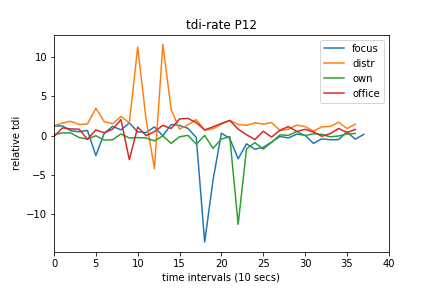 tdi-rate P12
focus
distr
own
office
relative tdi
10
5
0
−5
−10
0
5
10
15
20
25
30
35
40
time intervals (10 secs)